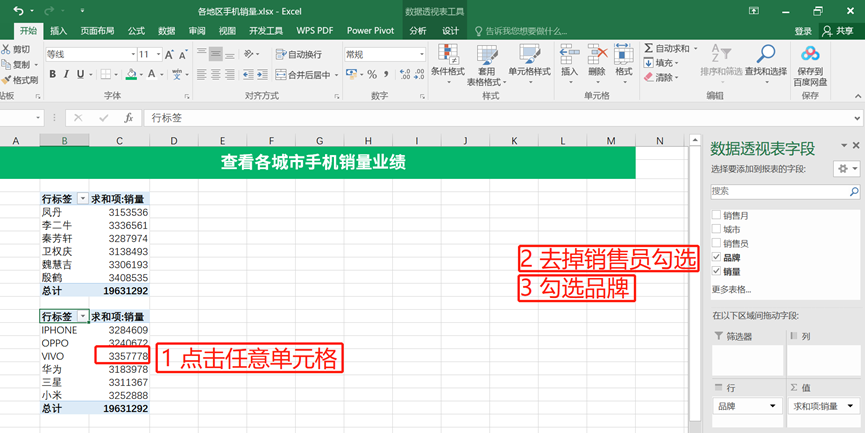 各地区手机销量.xlsx - Excel
数据透视表工具
开始 插入 页面布局 公式 数据 审阅 视图 开发工具 WPS PDF Power Pivot 分析 设计 告诉我您想要做什么...
登录 共享
剪切
复制
格式刷
贴板
等线 11
B I U
字体
自动换行
合并后居中
对齐方式
常规
数字
条件格式
套用
表格格式
单元格样式
样式
插入 删除 格式
单元格
自动求和
填充
清除
排序和筛选 查找和选择
编辑
保存到
百度网盘
保存
fx 行标签
A B C D E F G H I J K L M N
查看各城市手机销量业绩
行标签 求和项:销量
凤丹 3153536
李二牛 3336561
秦芳轩 3287974
卫权庆 3138493
魏慧吉 3306193
殷鹤 3408535
总计 19631292
行标签 求和项:销量
IPHONE 3284609
OPPO 3240672
VIVO 3357778
华为 3183978
三星 3311367
小米 3252888
总计 19631292
1 点击任意单元格
2 去掉销售员勾选
3 勾选品牌
数据透视表字段
选择要添加到报表的字段:
搜索
销售月
城市
销售员
品牌
销量
更多表格...
在以下区域间拖动字段:
筛选器 列
行 Σ 值
品牌 求和项:销量